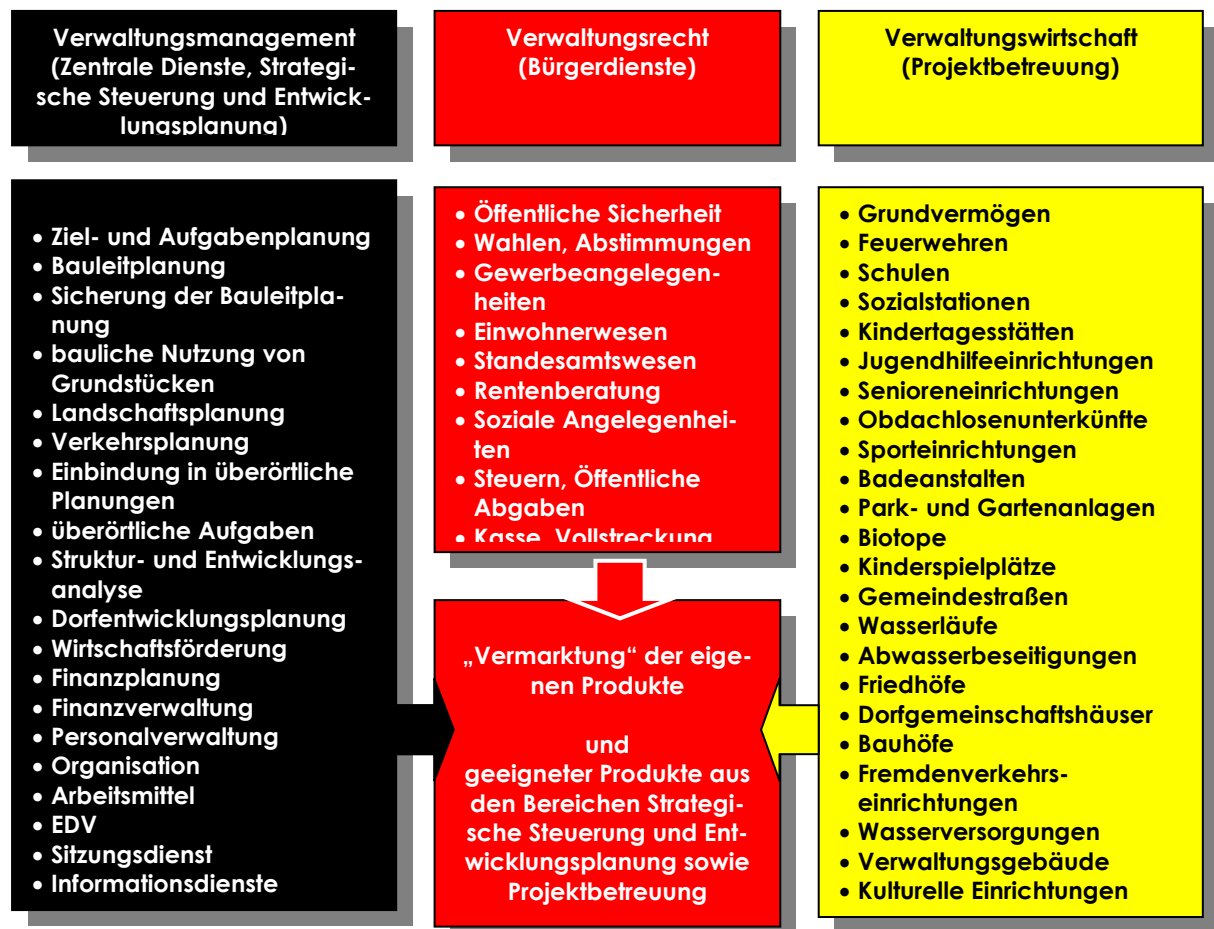 Verwaltungsmanagement
(Zentrale Dienste, Strategi-
sche Steuerung und Entwick-
lungsplanung)
Verwaltungsrecht
(Bürgerdienste)
Verwaltungswirtschaft
(Projektbetreuung)
• Ziel- und Aufgabenplanung
• Bauleitplanung
• Sicherung der Bauleitpla-
nung
• bauliche Nutzung von
Grundstücken
• Landschaftsplanung
• Verkehrsplanung
• Einbindung in überörtliche
Planungen
• überörtliche Aufgaben
• Struktur- und Entwicklungs-
analyse
• Dorfentwicklungsplanung
• Wirtschaftsförderung
• Finanzplanung
• Finanzverwaltung
• Personalverwaltung
• Organisation
• Arbeitsmittel
• EDV
• Sitzungsdienst
• Informationsdienste
• Öffentliche Sicherheit
• Wahlen, Abstimmungen
• Gewerbeangelegen-
heiten
• Einwohnerwesen
• Standesamtswesen
• Rentenberatung
• Soziale Angelegenhei-
ten
• Steuern, Öffentliche
Abgaben
• Kasse, Vollstreckung
„Vermarktung“ der eige-
nen Produkte
und
geeigneter Produkte aus
den Bereichen Strategi-
sche Steuerung und Ent-
wicklungsplanung sowie
Projektbetreuung
• Grundvermögen
• Feuerwehren
• Schulen
• Sozialstationen
• Kindertagesstätten
• Jugendhilfeeinrichtungen
• Senioreneinrichtungen
• Obdachlosenunterkünfte
• Sporteinrichtungen
• Badeanstalten
• Park- und Gartenanlagen
• Biotope
• Kinderspielplätze
• Gemeindestraßen
• Wasserläufe
• Abwasserbeseitigungen
• Friedhöfe
• Dorfgemeinschaftshäuser
• Bauhöfe
• Fremdenverkehrs-
einrichtungen
• Wasserversorgungen
• Verwaltungsgebäude
• Kulturelle Einrichtungen